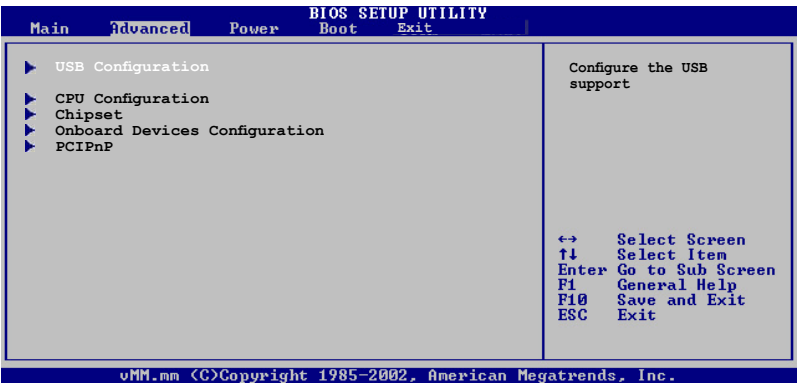 BIOS SETUP UTILITY
Main Advanced Power Boot Exit
USB Configuration
CPU Configuration
Chipset
Onboard Devices Configuration
PCIPnP
Configure the USB
support
←→ Select Screen
↑↓ Select Item
Enter Go to Sub Screen
F1 General Help
F10 Save and Exit
ESC Exit
vMM.mm (C)Copyright 1985-2002, American Megatrends, Inc.